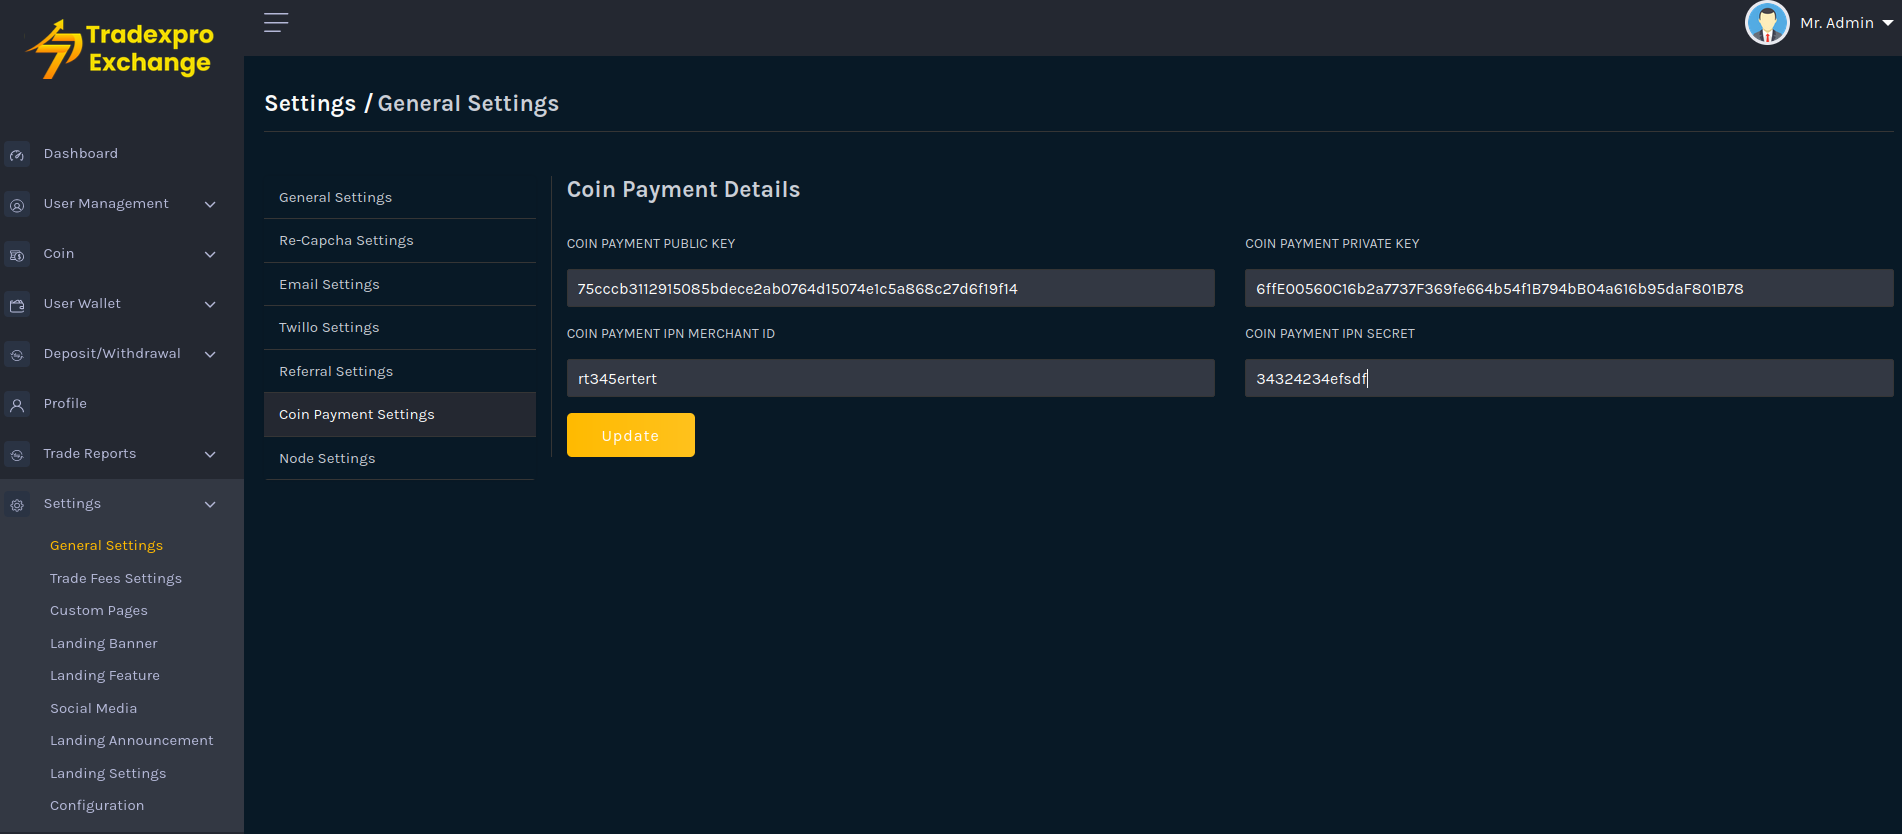 Tradexpro
Exchange
Mr. Admin
Dashboard
User Management
Coin
User Wallet
Deposit/Withdrawal
Profile
Trade Reports
Settings
General Settings
Trade Fees Settings
Custom Pages
Landing Banner
Landing Feature
Social Media
Landing Announcement
Landing Settings
Configuration
Settings / General Settings
General Settings
Re-Capcha Settings
Email Settings
Twillo Settings
Referral Settings
Coin Payment Settings
Node Settings
Coin Payment Details
COIN PAYMENT PUBLIC KEY
75cccb3112915085bdece2ab0764d15074e1c5a868c27d6f19f14
COIN PAYMENT PRIVATE KEY
6ffE00560C16b2a7737F369fe664b54f1B794bB04a616b95daF801B78
COIN PAYMENT IPN MERCHANT ID
rt345ertert
COIN PAYMENT IPN SECRET
34324234efsdf
Update